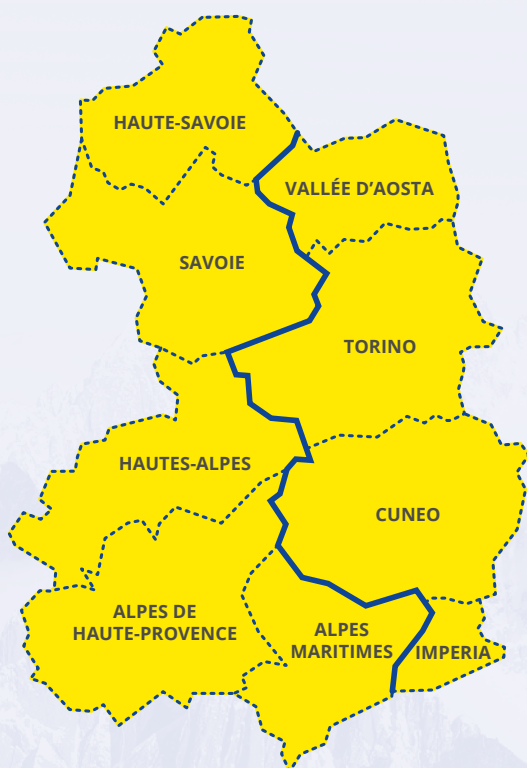 HAUTE-SAVOIE
VALLÉE D'AOSTA
SAVOIE
TORINO
HAUTES-ALPES
CUNEO
ALPES DE
HAUTE-PROVENCE
ALPES
MARITIMES
IMPERIA